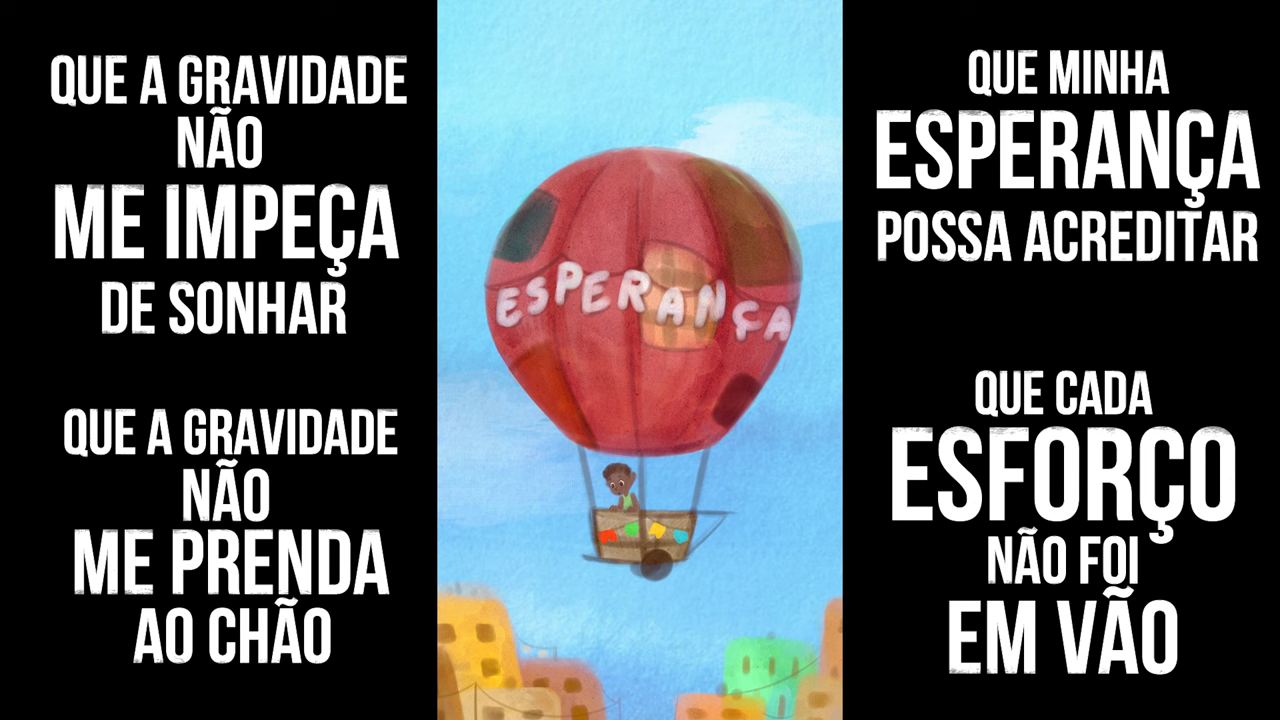 QUE A GRAVIDADE
NÃO
ME IMPEÇA
DE SONHAR
QUE A GRAVIDADE
NÃO
ME PRENDA
AO CHÃO
ESPERANÇA
QUE MINHA
ESPERANÇA
POSSA ACREDITAR
QUE CADA
ESFORÇO
NÃO FOI
EM VÃO